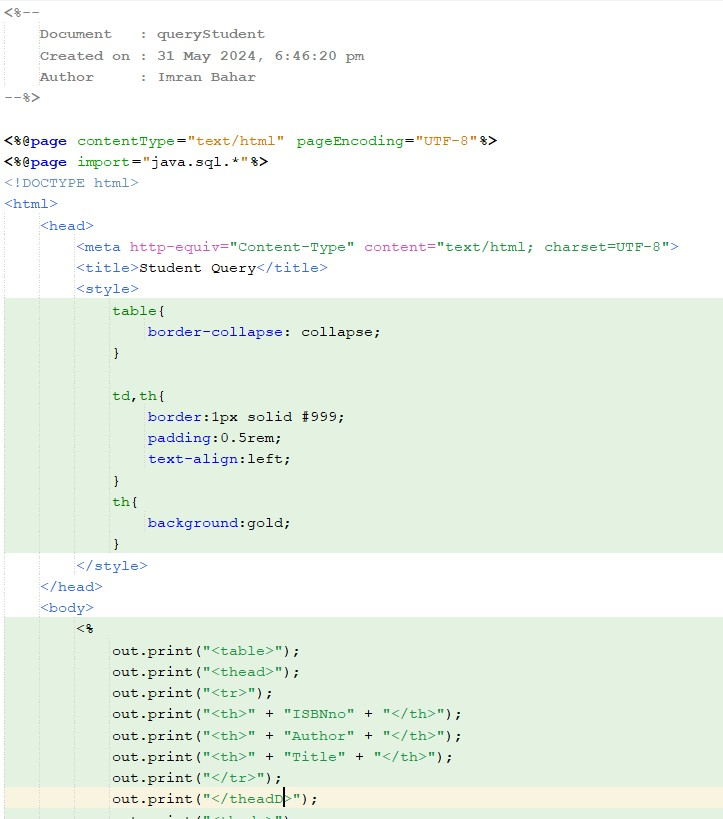 <%--
Document : queryStudent
Created on : 31 May 2024, 6:46:20 pm
Author : Imran Bahar
--%>
<%@page contentType="text/html" pageEncoding="UTF-8"%>
<%@page import="java.sql.*"%>
<!DOCTYPE html>
<html>
<head>
<meta http-equiv="Content-Type" content="text/html; charset=UTF-8">
<title>Student Query</title>
<style>
table{
border-collapse: collapse;
}
td,th{
border:1px solid #999;
padding:0.5rem;
text-align:left;
}
th{
background:gold;
}
</style>
</head>
<body>
<%
out.print("<table>");
out.print("<thead>");
out.print("<tr>");
out.print("<th>" + "ISBNno" + "</th>");
out.print("<th>" + "Author" + "</th>");
out.print("<th>" + "Title" + "</th>");
out.print("</tr>");
out.print("</theadD>");